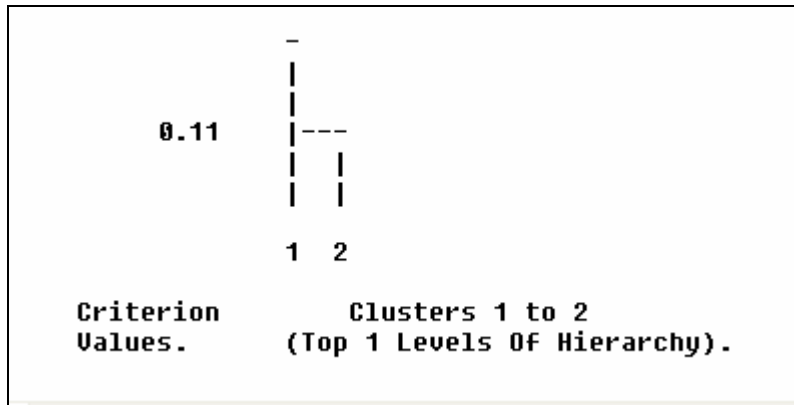 0.11
1 2
Criterion Clusters 1 to 2
Values. (Top 1 Levels Of Hierarchy).